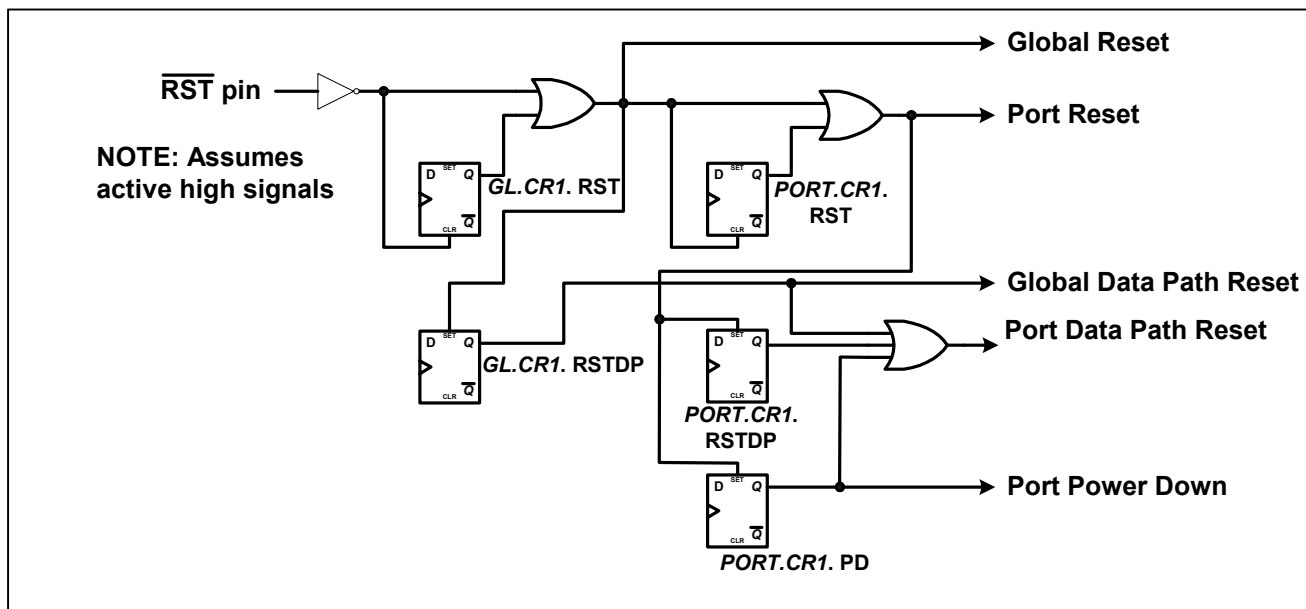 Global Reset
RST pin
Port Reset
NOTE: Assumes
active high signals
D SET Q
CLR Q
GL.CR1. RST
D SET Q
CLR Q
PORT.CR1.
RST
Global Data Path Reset
Port Data Path Reset
D SET Q
CLR Q
GL.CR1. RSTDP
D SET Q
CLR Q
PORT.CR1.
RSTDP
D SET Q
CLR Q
Port Power Down
PORT.CR1. PD